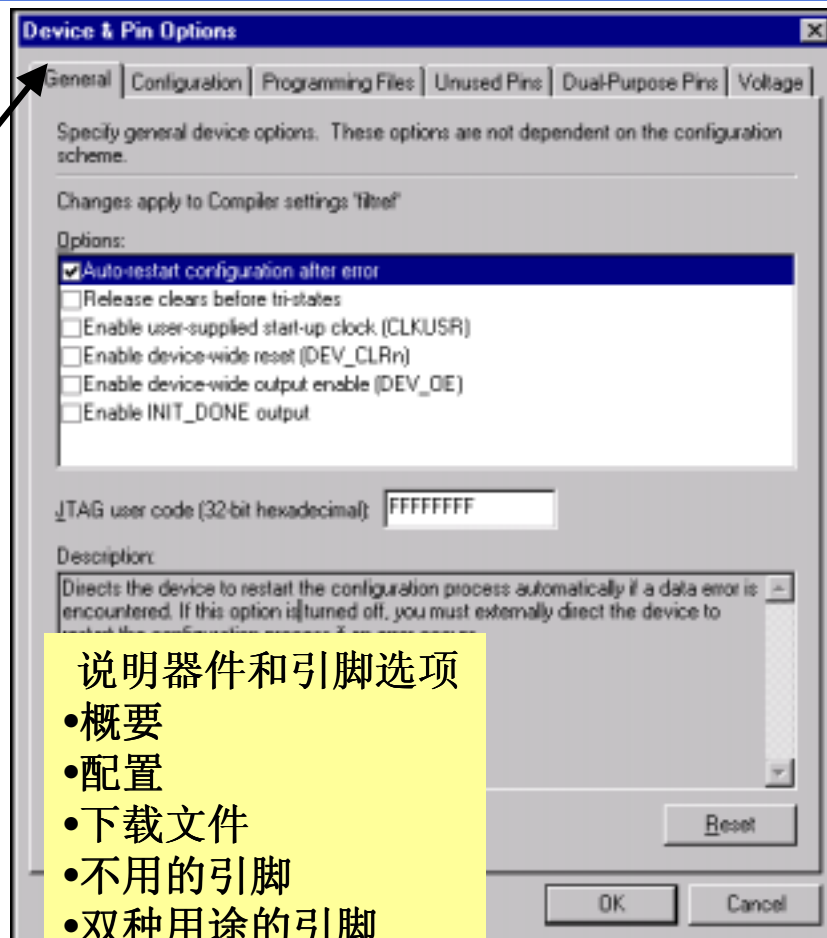 Device & Pin Options
General Configuration Programming Files Unused Pins Dual-Purpose Pins Voltage
Specify general device options. These options are not dependent on the configuration
scheme.
Changes apply to Compiler settings 'filtref'
Options:
Auto-restart configuration after error
Release clears before tri-states
Enable user-supplied start-up clock (CLKUSR)
Enable device-wide reset (DEV_CLRn)
Enable device-wide output enable (DEV_OE)
Enable INIT_DONE output
JTAG user code (32-bit hexadecimal): FFFFFFFF
Description:
Directs the device to restart the configuration process automatically if a data error is
encountered. If this option is turned off, you must externally direct the device to
说明器件和引脚选项
•概要
•配置
•下载文件
•不用的引脚
•双种用途的引脚
Reset
OK Cancel